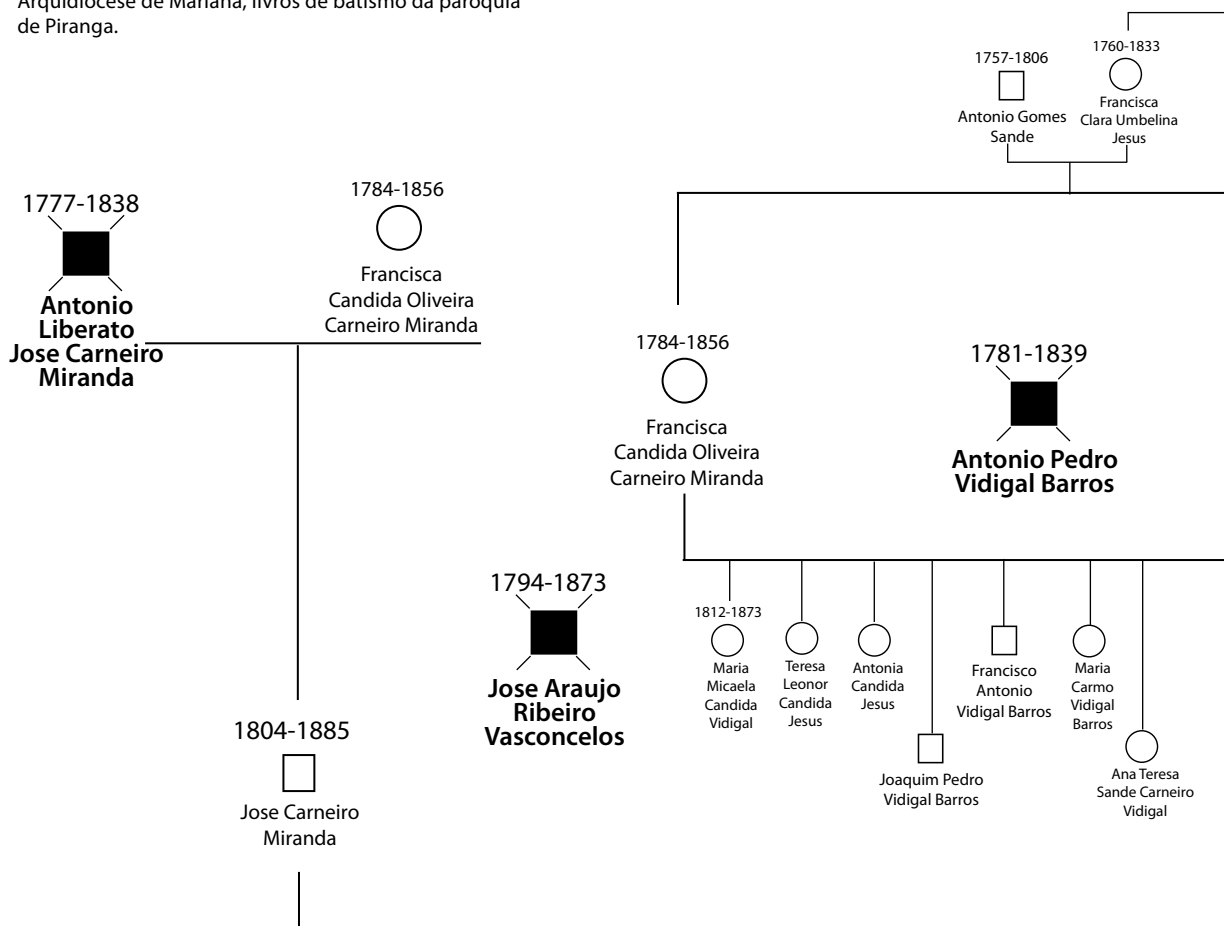 Arquidiocese de Mariana, livros de batismo da paróquia
de Piranga.
1757-1806
Antonio Gomes
Sande
1760-1833
Francisca
Clara Umbelina
Jesus
1777-1838
Antonio
Liberato
Jose Carneiro
Miranda
1784-1856
Francisca
Candida Oliveira
Carneiro Miranda
1784-1856
Francisca
Candida Oliveira
Carneiro Miranda
1781-1839
Antonio Pedro
Vidigal Barros
1794-1873
Jose Araujo
Ribeiro
Vasconcelos
1812-1873
Maria
Micaela
Candida
Vidigal
Teresa
Leonor
Candida
Jesus
Antonia
Candida
Jesus
Joaquim Pedro
Vidigal Barros
Francisco
Antonio
Vidigal Barros
Maria
Carmo
Vidigal
Barros
Ana Teresa
Sande Carneiro
Vidigal
1804-1885
Jose Carneiro
Miranda